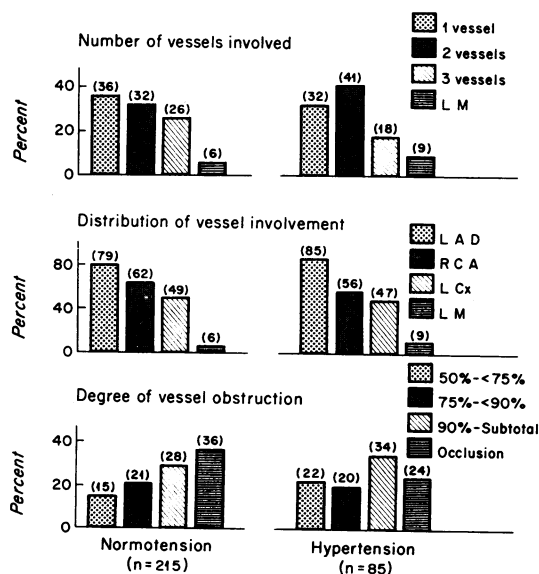 Number of vessels involved
1 vessel
2 vessels
3 vessels
L M
Percent
40
20
0
(36) (32) (26) (6)
(32) (41) (18) (9)
Distribution of vessel involvement
L A D
R C A
L Cx
L M
Percent
80
40
0
(79) (62) (49) (6)
(85) (56) (47) (9)
Degree of vessel obstruction
50%-<75%
75%-<90%
90%-Subtotal
Occlusion
Percent
40
20
0
(15) (21) (28) (36)
(22) (20) (34) (24)
Normotension
(n=215)
Hypertension
(n=85)